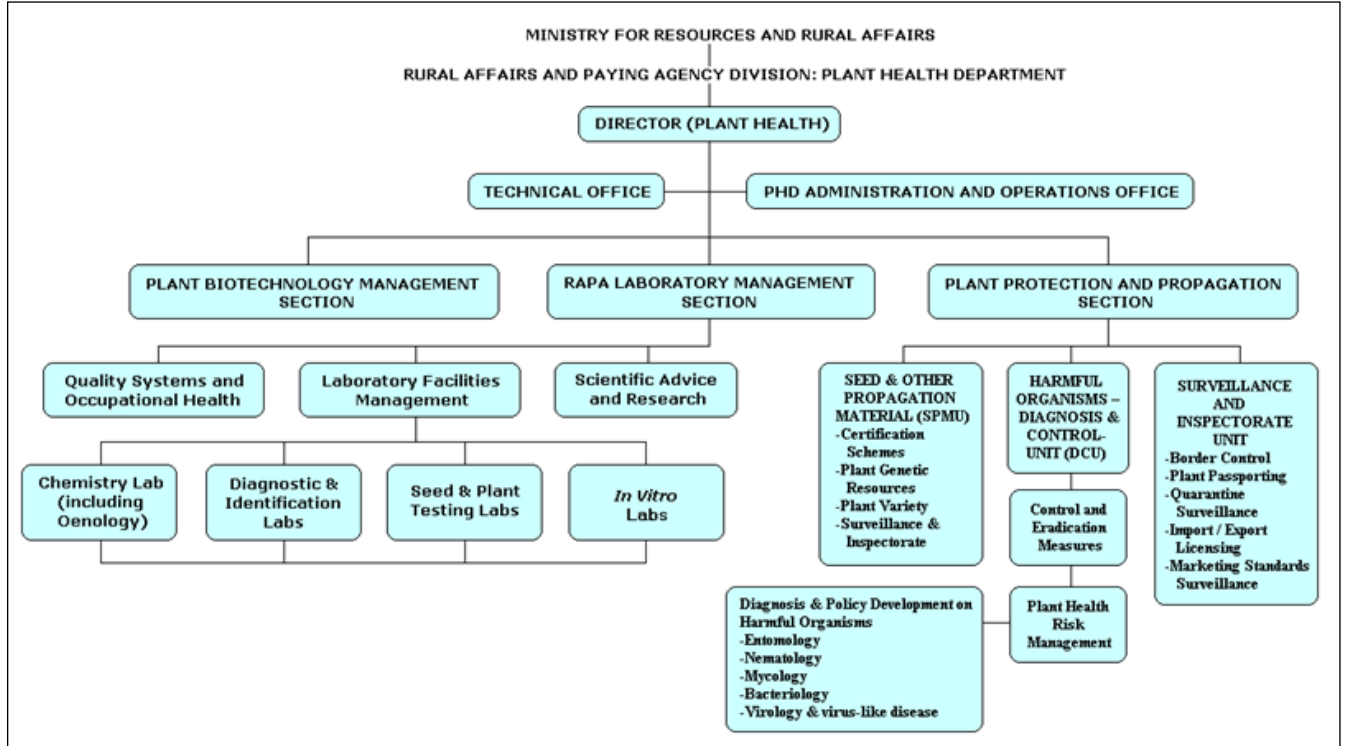 MINISTRY FOR RESOURCES AND RURAL AFFAIRS
RURAL AFFAIRS AND PAYING AGENCY DIVISION: PLANT HEALTH DEPARTMENT
DIRECTOR (PLANT HEALTH)
TECHNICAL OFFICE
PHD ADMINISTRATION AND OPERATIONS OFFICE
PLANT BIOTECHNOLOGY MANAGEMENT
SECTION
RAPA LABORATORY MANAGEMENT
SECTION
PLANT PROTECTION AND PROPAGATION
SECTION
Quality Systems and
Occupational Health
Laboratory Facilities
Management
Scientific Advice
and Research
Chemistry Lab
(including
Oenology)
Diagnostic &
Identification
Labs
Seed & Plant
Testing Labs
In Vitro
Labs
SEED & OTHER
PROPAGATION
MATERIAL (SPMU)
-Certification
Schemes
-Plant Genetic
Resources
-Plant Variety
-Surveillance &
Inspectorate
HARMFUL
ORGANISMS –
DIAGNOSIS &
CONTROL-
UNIT (DCU)
Control and
Eradication
Measures
Plant Health
Risk
Management
Diagnosis & Policy Development on
Harmful Organisms
-Entomology
-Nematology
-Mycology
-Bacteriology
-Virology & virus-like disease
SURVEILLANCE
AND
INSPECTORATE
UNIT
-Border Control
-Plant Passporting
-Quarantine
Surveillance
-Import / Export
Licensing
-Marketing Standards
Surveillance